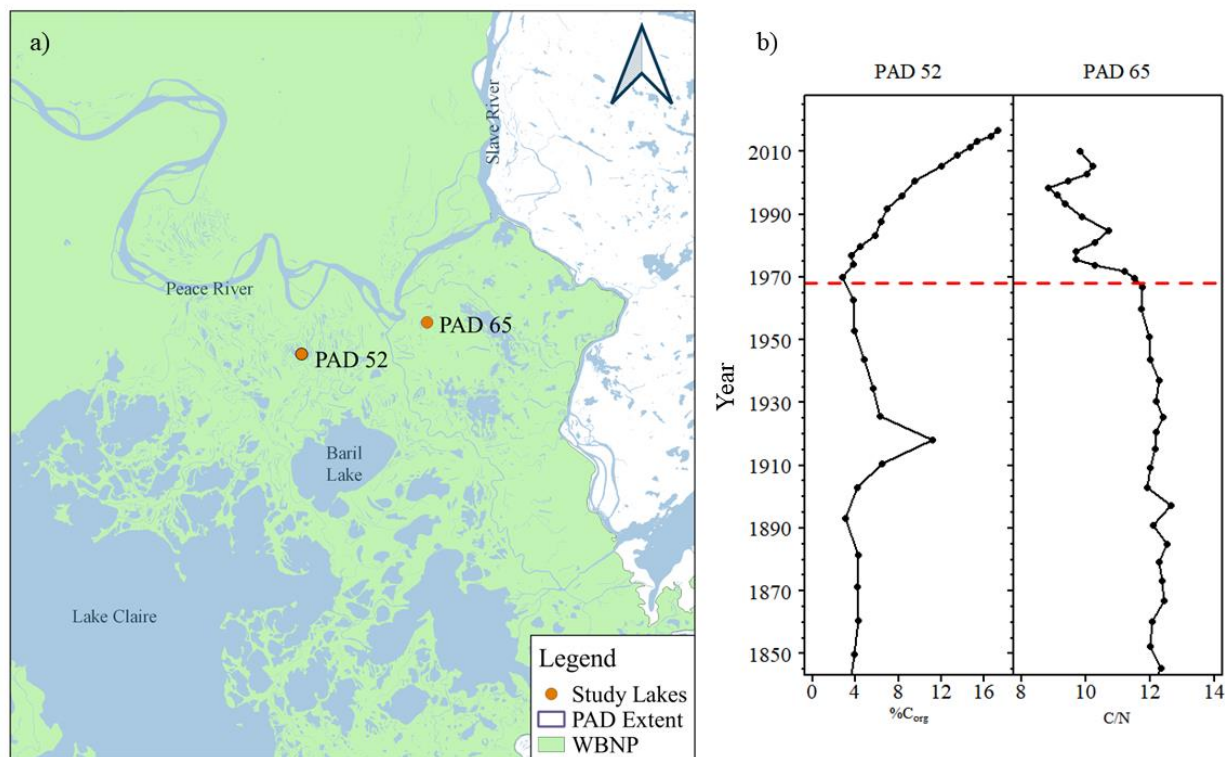 a)
Slave River
Peace River
PAD 65
PAD 52
Baril
Lake
Lake Claire
Legend
Study Lakes
PAD Extent
WBNP
b)
PAD 52
PAD 65
Year
2010
1990
1970
1950
1930
1910
1890
1870
1850
0 4 8 12 16
8 10 12 14
%Corg
C/N